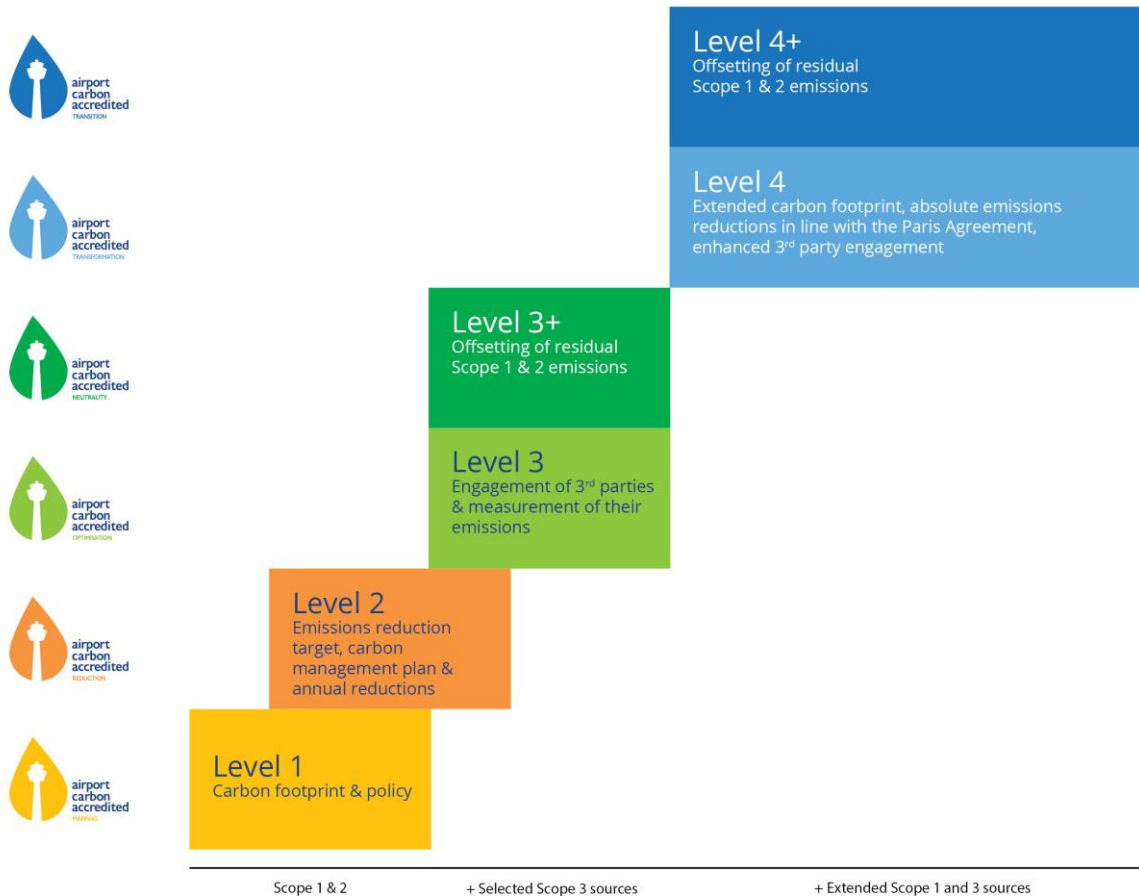 airport
carbon
accredited
TRANSITION
Level 4+
Offsetting of residual
Scope 1 & 2 emissions
airport
carbon
accredited
TRANSFORMATION
Level 4
Extended carbon footprint, absolute emissions
reductions in line with the Paris Agreement,
enhanced 3rd party engagement
airport
carbon
accredited
NEUTRALITY
Level 3+
Offsetting of residual
Scope 1 & 2 emissions
airport
carbon
accredited
OPTIMISATION
Level 3
Engagement of 3rd parties
& measurement of their
emissions
airport
carbon
accredited
REDUCTION
Level 2
Emissions reduction
target, carbon
management plan &
annual reductions
airport
carbon
accredited
MAPPING
Level 1
Carbon footprint & policy
Scope 1 & 2
+ Selected Scope 3 sources
+ Extended Scope 1 and 3 sources